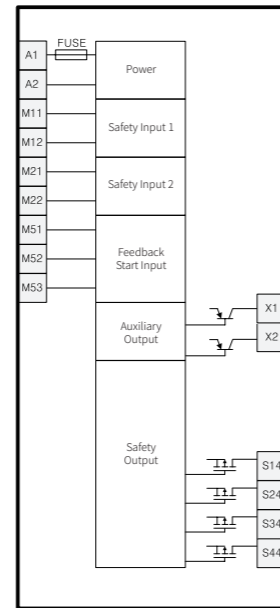 FUSE
A1
A2
M11
M12
M21
M22
M51
M52
M53
Power
Safety Input 1
Safety Input 2
Feedback
Start Input
Auxiliary
Output
Safety
Output
X1
X2
S14
S24
S34
S44